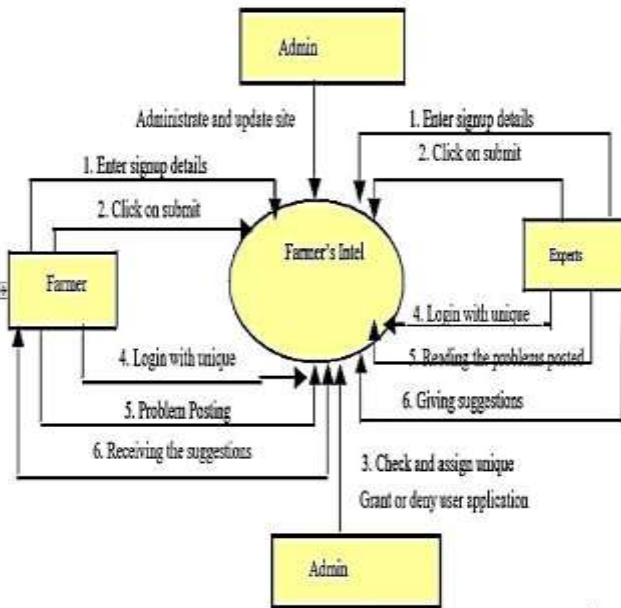 Admin
Administrate and update site
1. Enter signup details
2. Click on submit
1. Enter signup details
2. Click on submit
Farmer's Intel
Farmer
Experts
4. Login with unique
5. Reading the problems posted
6. Giving suggestions
4. Login with unique
5. Problem Posting
6. Receiving the suggestions
3. Check and assign unique
Grant or deny user application
Admin